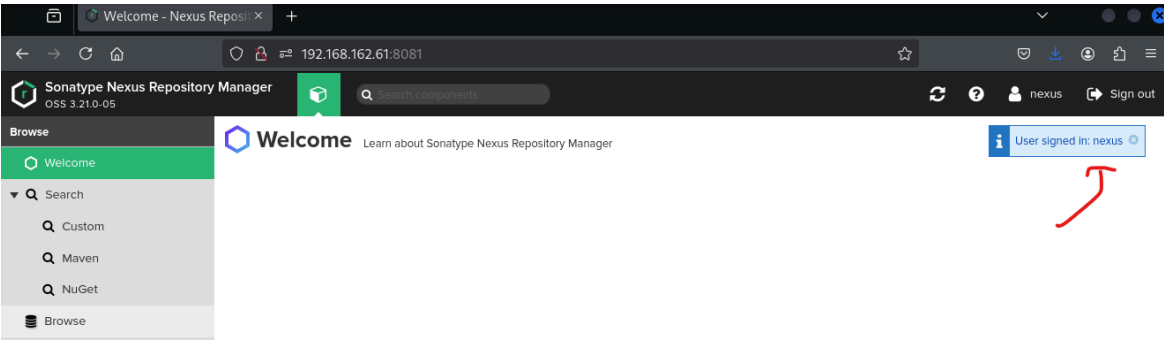 Welcome - Nexus Reposit
192.168.162.61:8081
Sonatype Nexus Repository Manager
OSS 3.21.0-05
Search components
nexus
Sign out
Browse
Welcome
Search
Custom
Maven
NuGet
Browse
Welcome Learn about Sonatype Nexus Repository Manager
User signed in: nexus